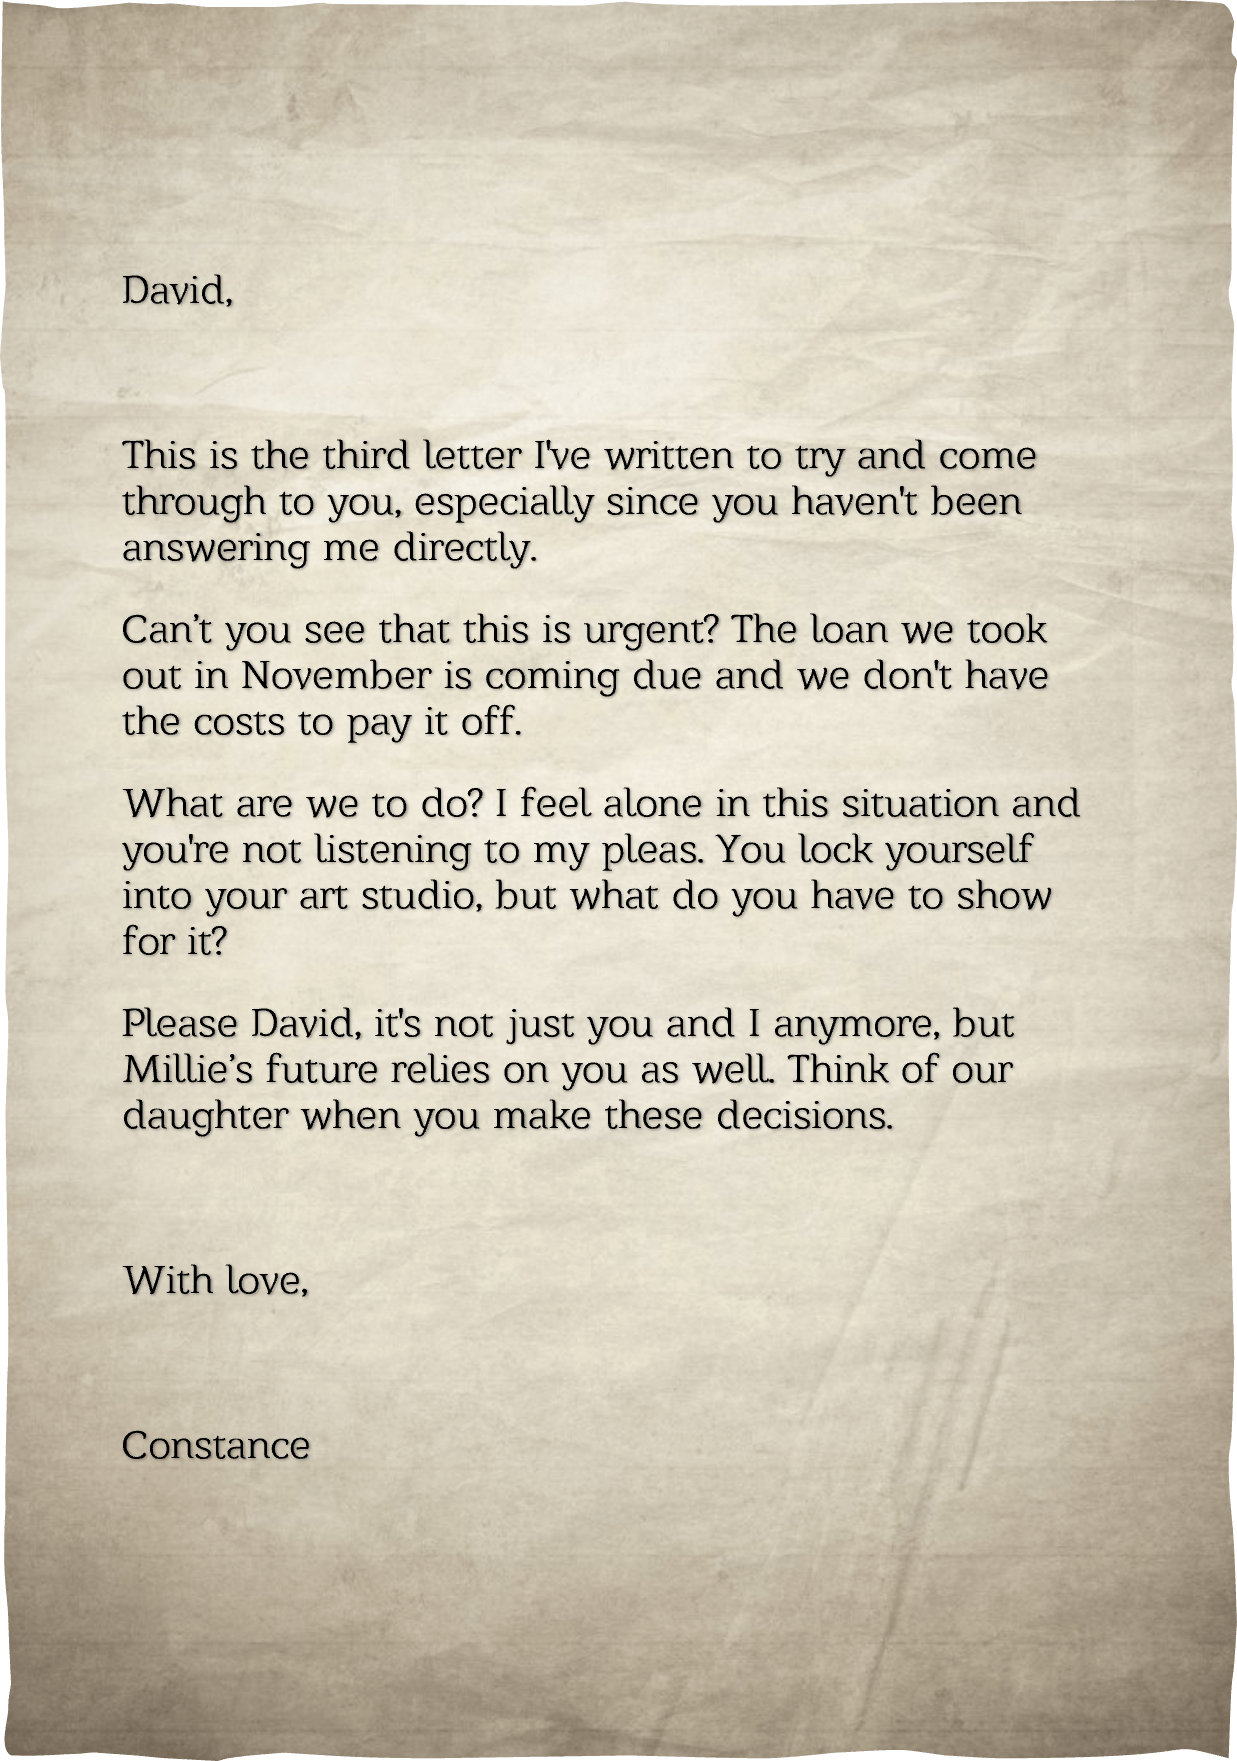 David,
This is the third letter I've written to try and come
through to you, especially since you haven't been
answering me directly.
Can’t you see that this is urgent? The loan we took
out in November is coming due and we don't have
the costs to pay it off.
What are we to do? I feel alone in this situation and
you're not listening to my pleas. You lock yourself
into your art studio, but what do you have to show
for it?
Please David, it's not just you and I anymore, but
Millie’s future relies on you as well. Think of our
daughter when you make these decisions.
With love,
Constance